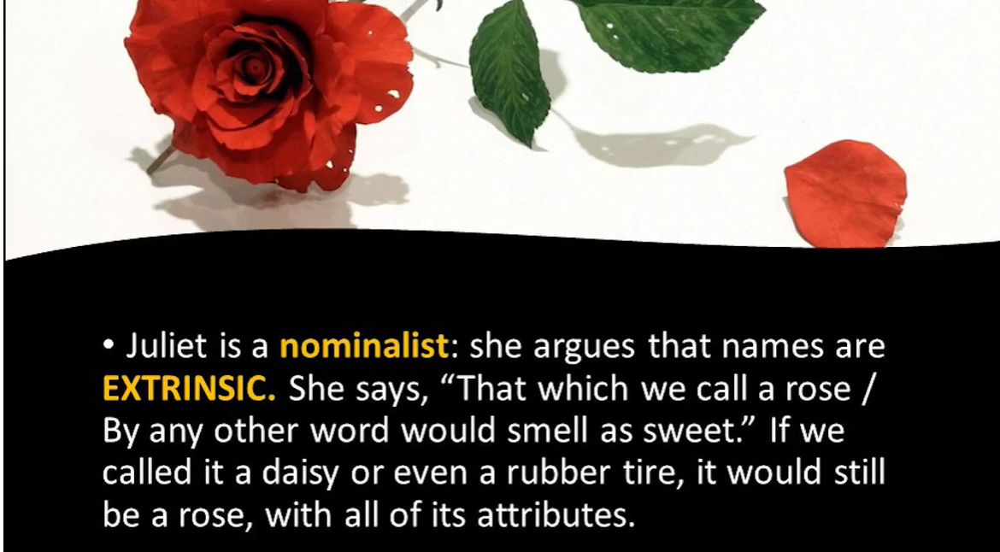 • Juliet is a nominalist: she argues that names are
EXTRINSIC. She says, “That which we call a rose /
By any other word would smell as sweet.” If we
called it a daisy or even a rubber tire, it would still
be a rose, with all of its attributes.